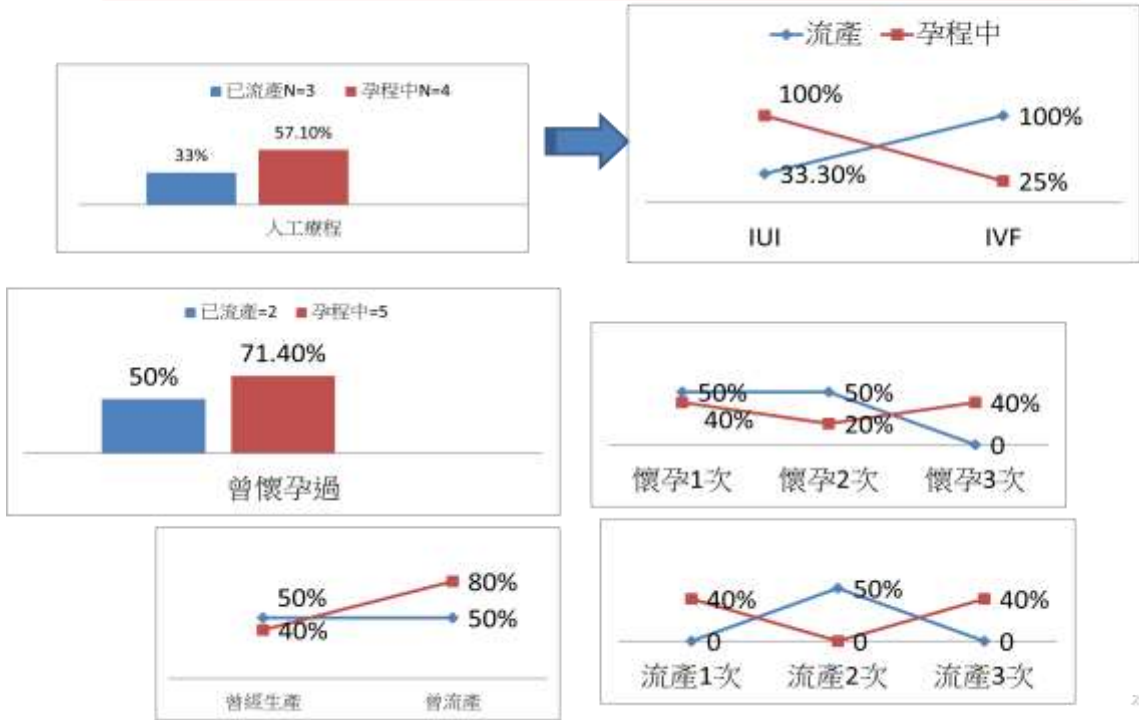 已流產N=3 孕程中N=4
57.10%
33%
人工療程
流產 孕程中
100%
100%
33.30%
25%
IUI IVF
已流產=2 孕程中=5
71.40%
50%
曾懷孕過
50% 50%
40% 20% 40%
0
懷孕1次 懷孕2次 懷孕3次
80%
50%
40% 50%
曾經生產 曾流產
40% 50% 40%
0 0 0
流產1次 流產2次 流產3次
2